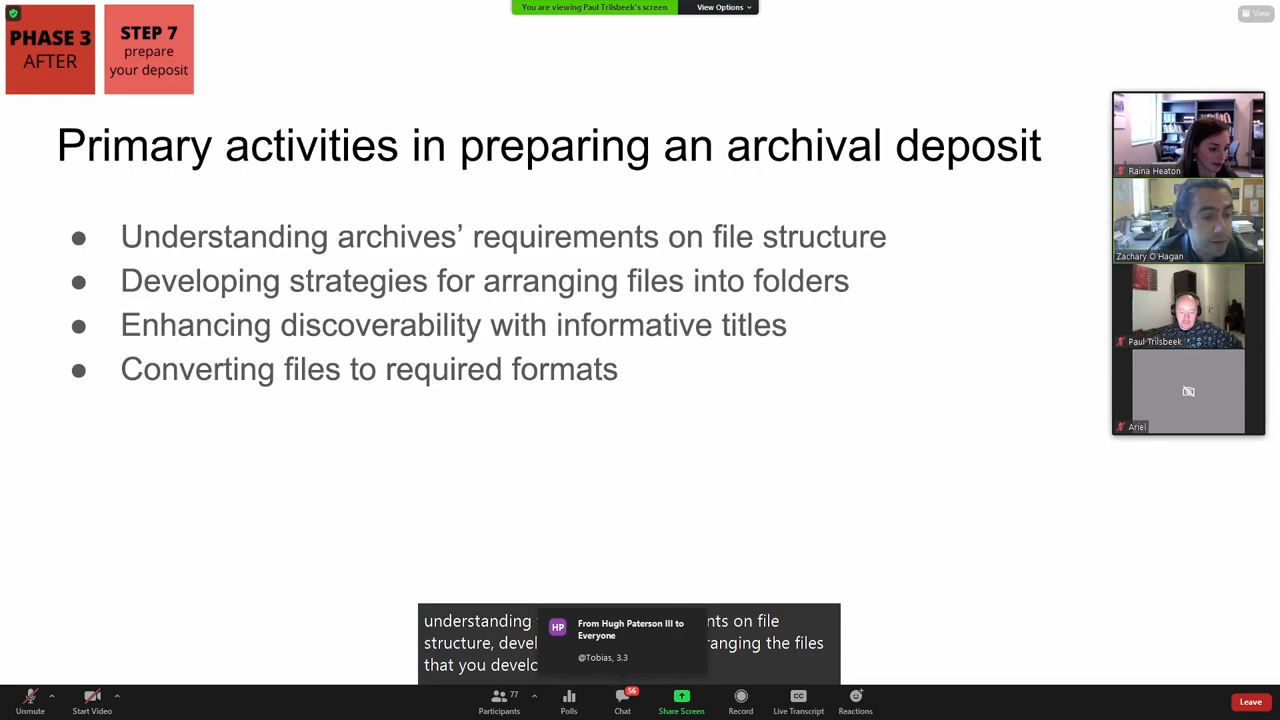 You are viewing Paul Trilsbeek's screen
View Options
View
PHASE 3
AFTER
STEP 7
prepare
your deposit
Primary activities in preparing an archival deposit
● Understanding archives’ requirements on file structure
● Developing strategies for arranging files into folders
● Enhancing discoverability with informative titles
● Converting files to required formats
Raina Heaton
Zachary O'Hagan
Paul Trilsbeek
Ariel
understanding
nts on file
structure, devel
ranging the files
that you develo
HP
From Hugh Paterson III to
Everyone
@Tobias, 3.3
Unmute
Start Video
77
Participants
Polls
56
Chat
Share Screen
Record
CC
Live Transcript
Reactions
Leave